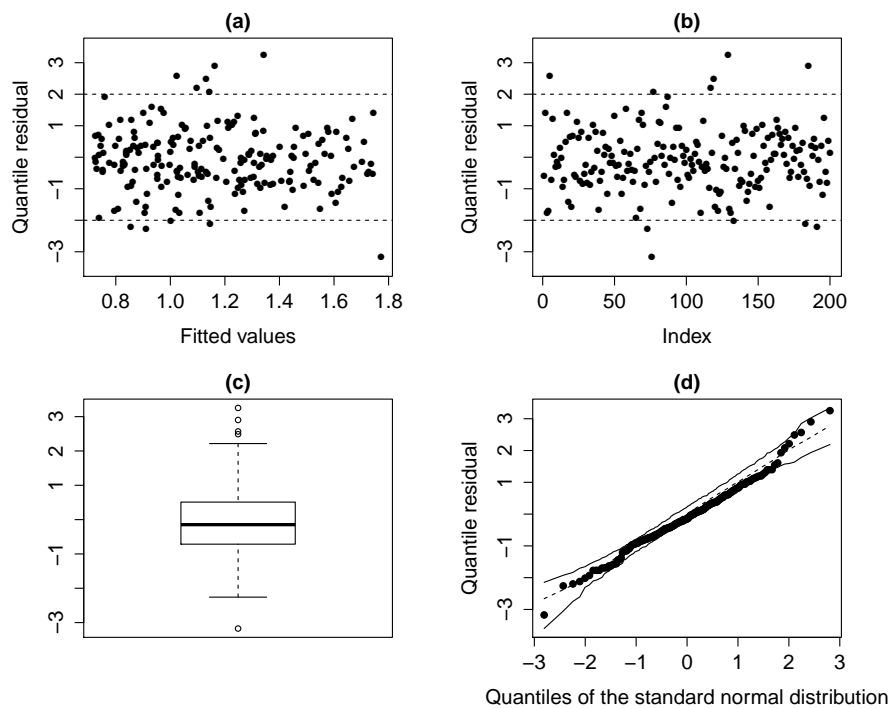 (a)
Quantile residual
3
2
1
-1
-3
0.8 1.0 1.2 1.4 1.6 1.8
Fitted values
(b)
Quantile residual
3
2
1
-1
-3
0 50 100 150 200
Index
(c)
3
2
1
-1
-3
(d)
Quantile residual
3
2
1
-1
-3
-3 -2 -1 0 1 2 3
Quantiles of the standard normal distribution